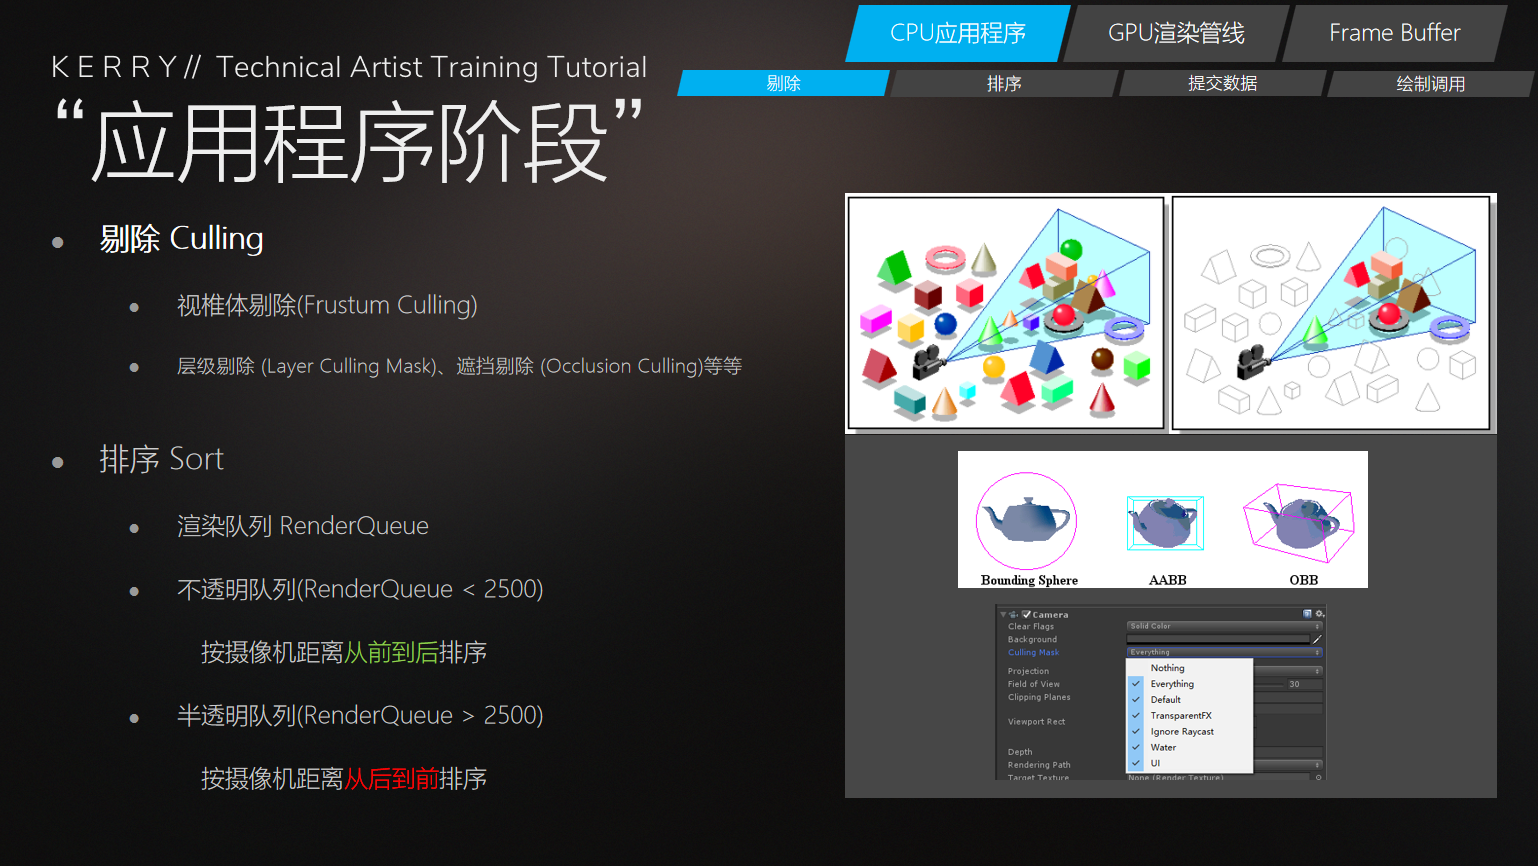 KERRY// Technical Artist Training Tutorial
“应用程序阶段”
CPU应用程序
GPU渲染管线
Frame Buffer
剔除
排序
提交数据
绘制调用
剔除 Culling
视椎体剔除(Frustum Culling)
层级剔除 (Layer Culling Mask)、遮挡剔除 (Occlusion Culling)等等
排序 Sort
渲染队列 RenderQueue
不透明队列(RenderQueue < 2500)
按摄像机距离从前到后排序
半透明队列(RenderQueue > 2500)
按摄像机距离从后到前排序
Bounding Sphere
AABB
OBB
Camera
Clear Flags
Solid Color
Background
Culling Mask
Everything
Nothing
Projection
Everything
Field of View
30
Default
Clipping Planes
TransparentFX
Viewport Rect
Ignore Raycast
Water
Depth
UI
Rendering Path
Target Texture
None (Render Texture)